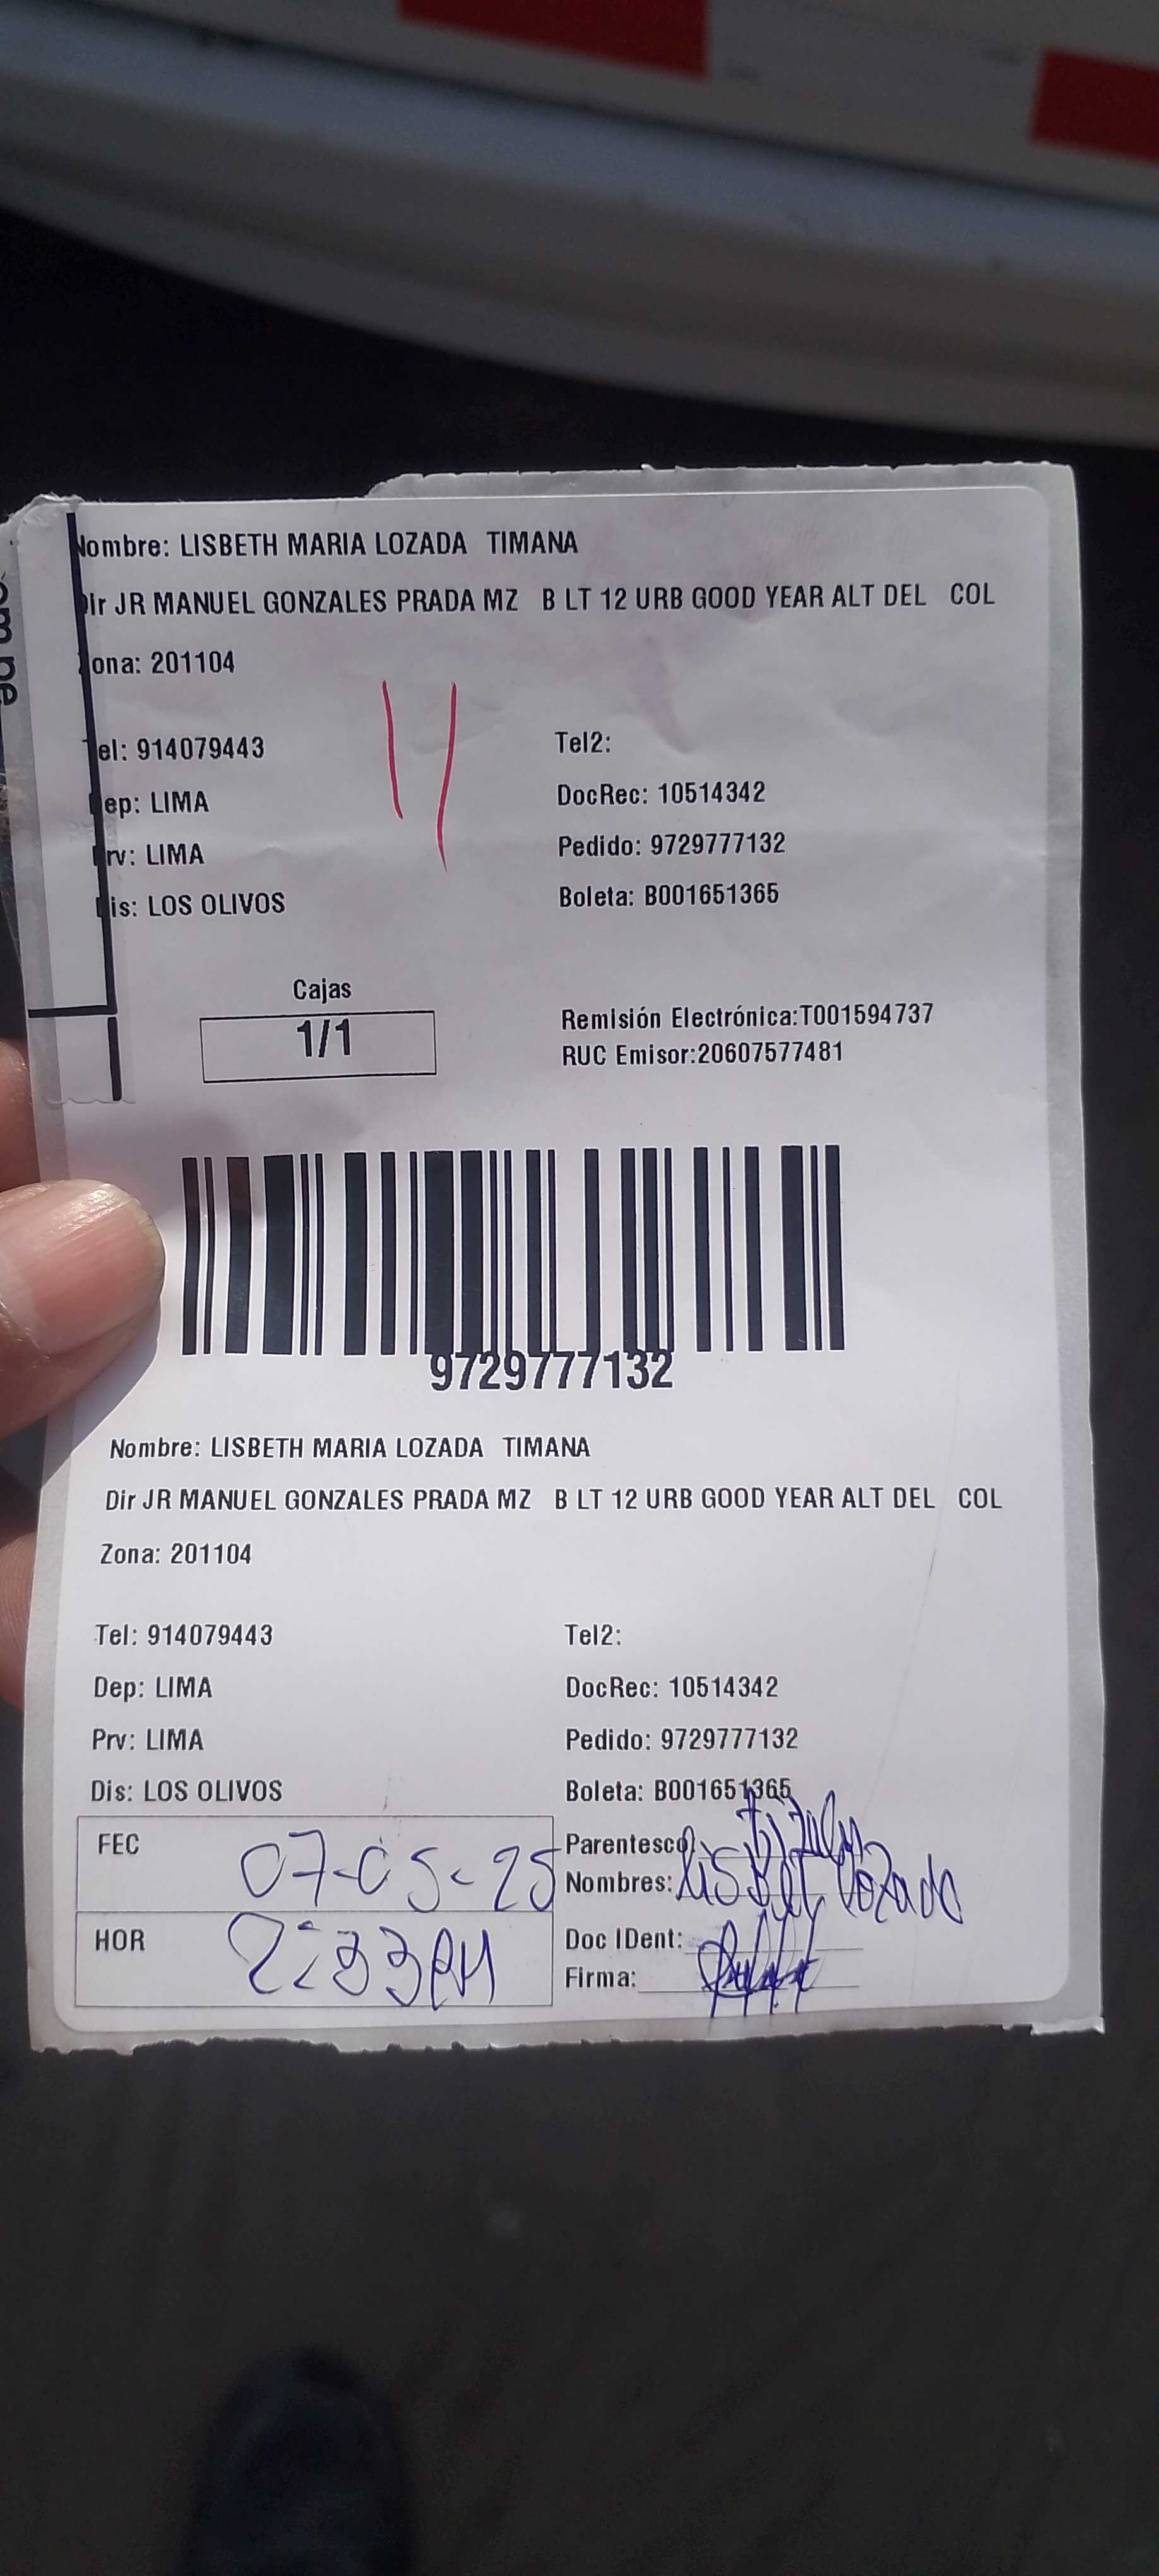 Nombre: LISBETH MARIA LOZADA TIMANA
Dir JR MANUEL GONZALES PRADA MZ B LT 12 URB GOOD YEAR ALT DEL COL
Zona: 201104
Tel: 914079443
Tel2:
Dep: LIMA
DocRec: 10514342
Prv: LIMA
Pedido: 9729777132
Dis: LOS OLIVOS
Boleta: B001651365
Cajas
1/1
Remisión Electrónica:T001594737
RUC Emisor:20607577481
9729777132
Nombre: LISBETH MARIA LOZADA TIMANA
Dir JR MANUEL GONZALES PRADA MZ B LT 12 URB GOOD YEAR ALT DEL COL
Zona: 201104
Tel: 914079443
Tel2:
Dep: LIMA
DocRec: 10514342
Prv: LIMA
Pedido: 9729777132
Dis: LOS OLIVOS
Boleta: B001651365
FEC 07-05-25
Parentesco:
Nombres: Lozada
HOR 2:33PM
Doc IDent:
Firma: